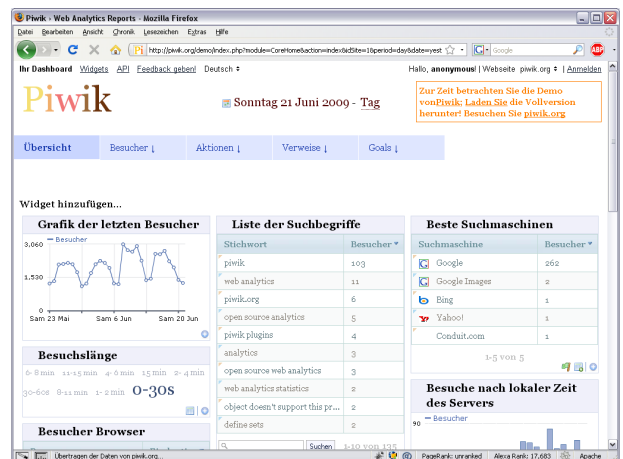 Piwik › Web Analytics Reports - Mozilla Firefox
Datei Bearbeiten Ansicht Chronik Lesezeichen Extras Hilfe
http://piwik.org/demo/index.php?module=CoreHome&action=index&idSite=1&period=day&date=yest
Google
ABP
Ihr Dashboard Widgets API Feedback geben! Deutsch
Hallo, anonymous! | Webseite piwik.org | Anmelden
Piwik
Sonntag 21 Juni 2009 - Tag
Zur Zeit betrachten Sie die Demo
vonPiwik; Laden Sie die Vollversion
herunter! Besuchen Sie piwik.org
Übersicht Besucher ↓ Aktionen ↓ Verweise ↓ Goals ↓
Widget hinzufügen...
Grafik der letzten Besucher
Besucher
3,060
1,530
0
Sam 23 Mai Sam 6 Jun Sam 20 Jun
Besuchslänge
6-8 min 11-15 min 4-6 min 15 min 2-4 min
30-60s 8-11 min 1-2 min 0-30s
Besucher Browser
Liste der Suchbegriffe
Stichwort Besucher
piwik 103
web analytics 11
piwik.org 6
open source analytics 5
piwik plugins 4
analytics 3
open source web analytics 3
web analytics statistics 2
object doesn't support this pr... 2
define sets 2
Suchen 1-10 von 135
Beste Suchmaschinen
Suchmaschine Besucher
Google 262
Google Images 2
Bing 1
Yahoo! 1
Conduit.com 1
1-5 von 5
Besuche nach lokaler Zeit
des Servers
90
Besucher
Übertragen der Daten von piwik.org...
PageRank: unranked Alexa Rank: 17,683 Apache